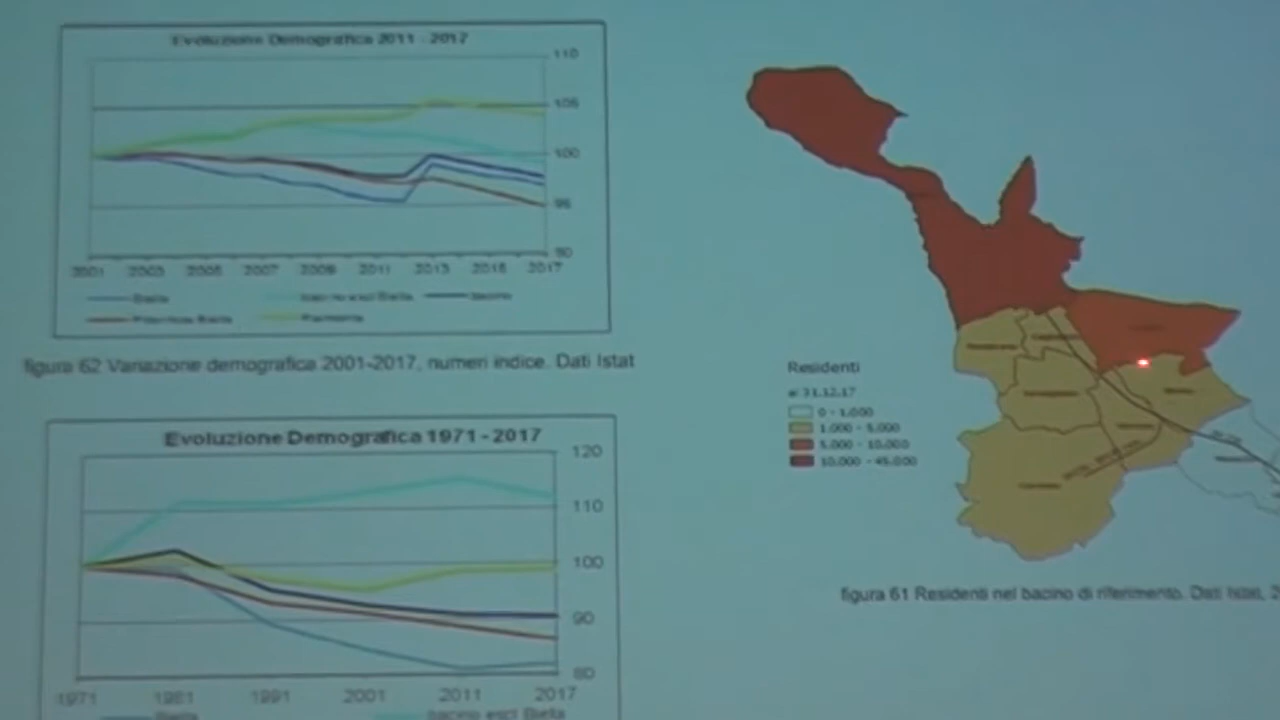 Evoluzione Demografica 2011 - 2017
110
105
100
95
90
2001 2003 2005 2007 2009 2011 2013 2015 2017
Biella bacino escl Biella bacino
Provincia Biella Piemonte
figura 62 Variazione demografica 2001-2017, numeri indice. Dati Istat
Evoluzione Demografica 1971 - 2017
120
110
100
90
80
1971 1981 1991 2001 2011 2017
Biella bacino escl Biella
Residenti
al 31.12.17
0 - 1.000
1.000 - 5.000
5.000 - 10.000
10.000 - 45.000
figura 61 Residenti nel bacino di riferimento. Dati Istat, 2